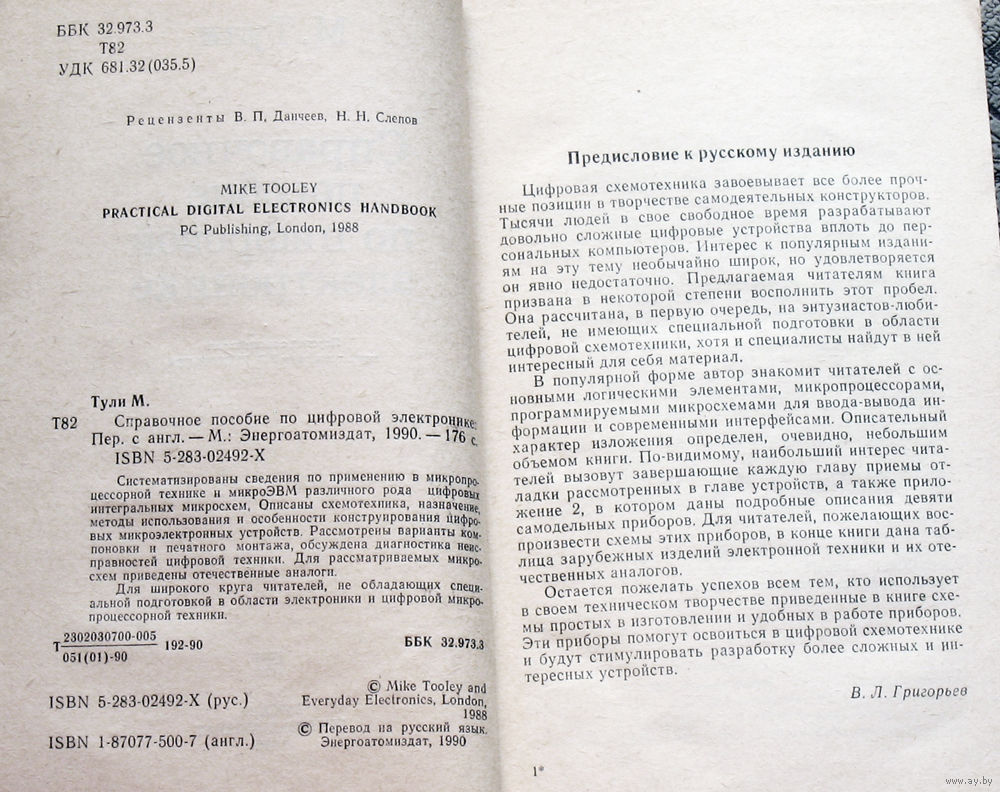 ББК 32.973.3
Т82
УДК 681.32(035.5)
Рецензенты В. П. Данчеев, Н. Н. Слепов
MIKE TOOLEY
PRACTICAL DIGITAL ELECTRONICS HANDBOOK
PC Publishing, London, 1988
Тули М.
Т82 Справочное пособие по цифровой электронике:
Пер. с англ. — М.: Энергоатомиздат, 1990. — 176 с.
ISBN 5-283-02492-X
Систематизированы сведения по применению в микропро-
цессорной технике и микроЭВМ различного рода цифровых
интегральных микросхем. Описаны схемотехника, назначение,
методы использования и особенности конструирования цифро-
вых микроэлектронных устройств. Рассмотрены варианты ком-
поновки и печатного монтажа, обсуждена диагностика неис-
правностей цифровой техники. Для рассматриваемых микро-
схем приведены отечественные аналоги.
Для широкого круга читателей, не обладающих специ-
альной подготовкой в области электроники и цифровой микро-
процессорной техники.
Т 2302030700-005 / 051(01)-90 192-90 ББК 32.973.3
ISBN 5-283-02492-X (рус.)
ISBN 1-87077-500-7 (англ.)
© Mike Tooley and
Everyday Electronics, London,
1988
© Перевод на русский язык.
Энергоатомиздат, 1990
Предисловие к русскому изданию
Цифровая схемотехника завоевывает все более проч-
ные позиции в творчестве самодеятельных конструкторов.
Тысячи людей в свое свободное время разрабатывают
довольно сложные цифровые устройства вплоть до пер-
сональных компьютеров. Интерес к популярным издани-
ям на эту тему необычайно широк, но удовлетворяется
он явно недостаточно. Предлагаемая читателям книга
призвана в некоторой степени восполнить этот пробел.
Она рассчитана, в первую очередь, на энтузиастов-люби-
телей, не имеющих специальной подготовки в области
цифровой схемотехники, хотя и специалисты найдут в ней
интересный для себя материал.
В популярной форме автор знакомит читателей с ос-
новными логическими элементами, микропроцессорами,
программируемыми микросхемами для ввода-вывода ин-
формации и современными интерфейсами. Описательный
характер изложения определен, очевидно, небольшим
объемом книги. По-видимому, наибольший интерес чита-
телей вызовут завершающие каждую главу приемы от-
ладки рассмотренных в главе устройств, а также прило-
жение 2, в котором даны подробные описания девяти
самодельных приборов. Для читателей, пожелающих вос-
произвести схемы этих приборов, в конце книги дана таб-
лица зарубежных изделий электронной техники и их оте-
чественных аналогов.
Остается пожелать успехов всем тем, кто использует
в своем техническом творчестве приведенные в книге схе-
мы простых в изготовлении и удобных в работе приборов.
Эти приборы помогут освоиться в цифровой схемотехнике
и будут стимулировать разработку более сложных и ин-
тересных устройств.
В. Л. Григорьев
1*
www.ay.by